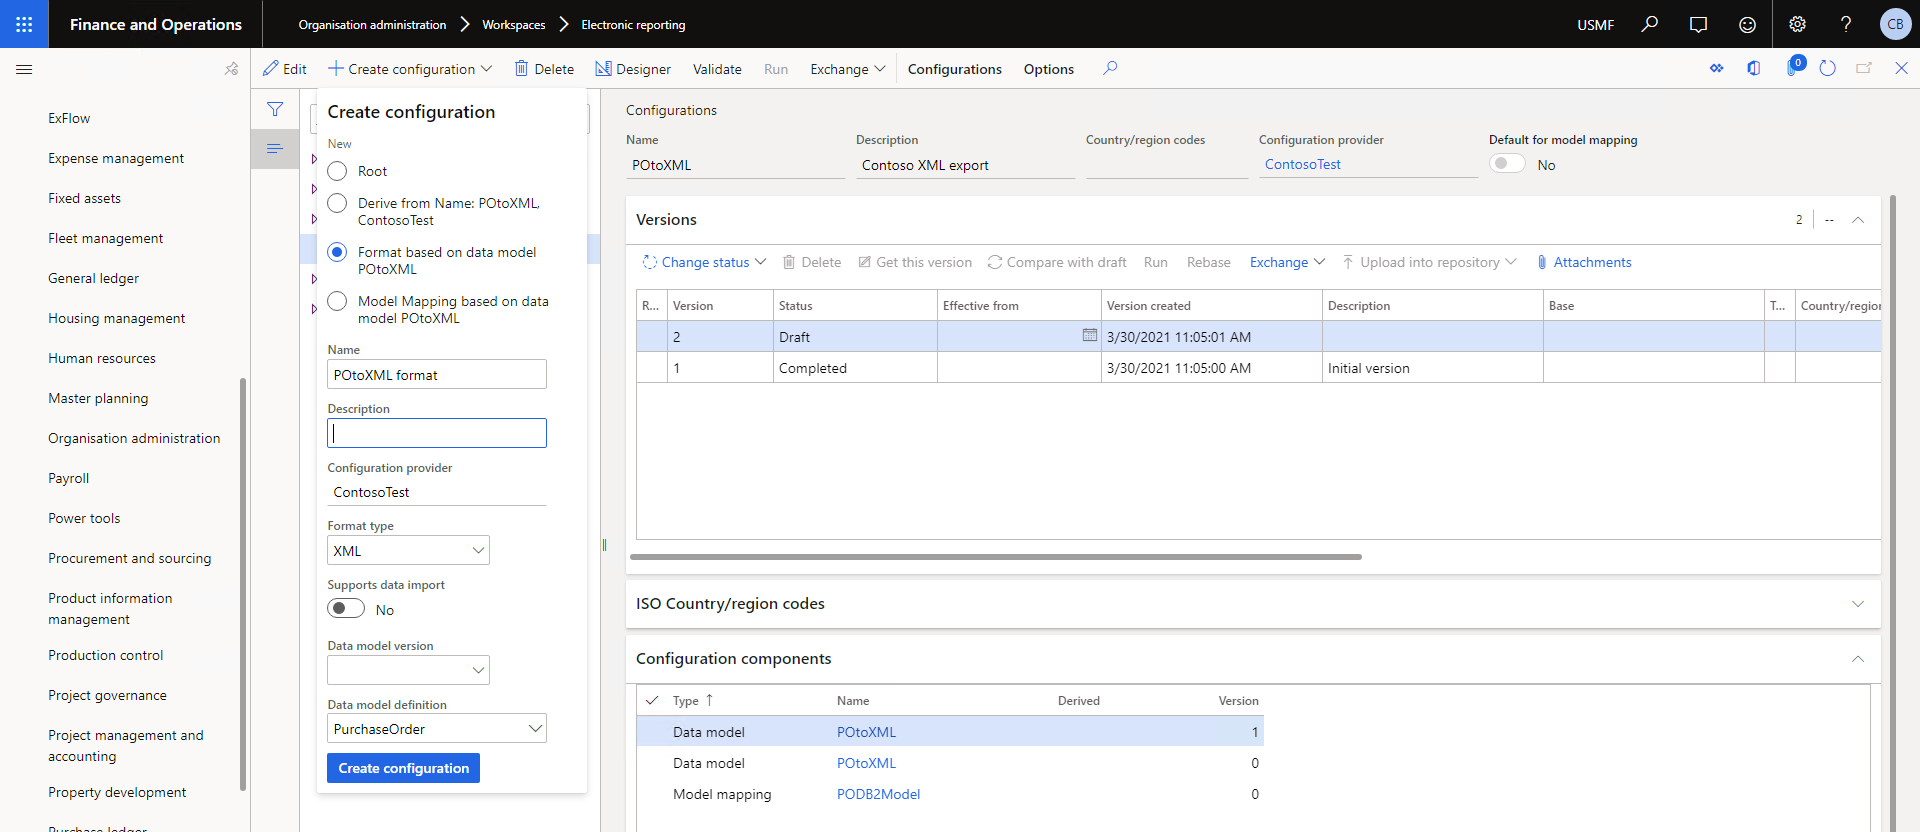 Finance and Operations
Organisation administration
Workspaces
Electronic reporting
USMF
?
CB
Edit
Create configuration
Delete
Designer
Validate
Run
Exchange
Configurations
Options
0
ExFlow
Expense management
Fixed assets
Fleet management
General ledger
Housing management
Human resources
Master planning
Organisation administration
Payroll
Power tools
Procurement and sourcing
Product information
management
Production control
Project governance
Project management and
accounting
Property development
Purchase ledger
Create configuration
New
Root
Derive from Name: POtoXML,
ContosoTest
Format based on data model
POtoXML
Model Mapping based on data
model POtoXML
Name
POtoXML format
Description
Configuration provider
ContosoTest
Format type
XML
Supports data import
No
Data model version
Data model definition
PurchaseOrder
Create configuration
Configurations
Name
Description
Country/region codes
Configuration provider
Default for model mapping
POtoXML
Contoso XML export
ContosoTest
No
Versions
2
--
Change status
Delete
Get this version
Compare with draft
Run
Rebase
Exchange
Upload into repository
Attachments
R... Version Status Effective from Version created Description Base T... Country/region
2 Draft 3/30/2021 11:05:01 AM
1 Completed 3/30/2021 11:05:00 AM Initial version
ISO Country/region codes
Configuration components
Type Name Derived Version
Data model POtoXML 1
Data model POtoXML 0
Model mapping PODB2Model 0